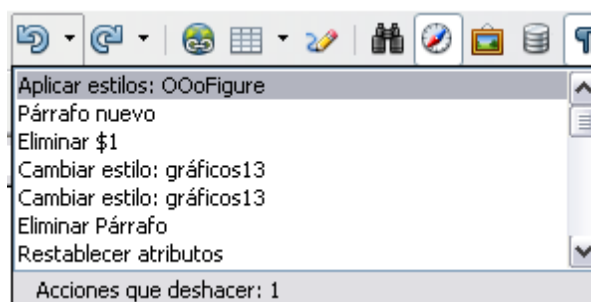 Aplicar estilos: OOoFigure
Párrafo nuevo
Eliminar $1
Cambiar estilo: gráficos13
Cambiar estilo: gráficos13
Eliminar Párrafo
Restablecer atributos
Acciones que deshacer: 1